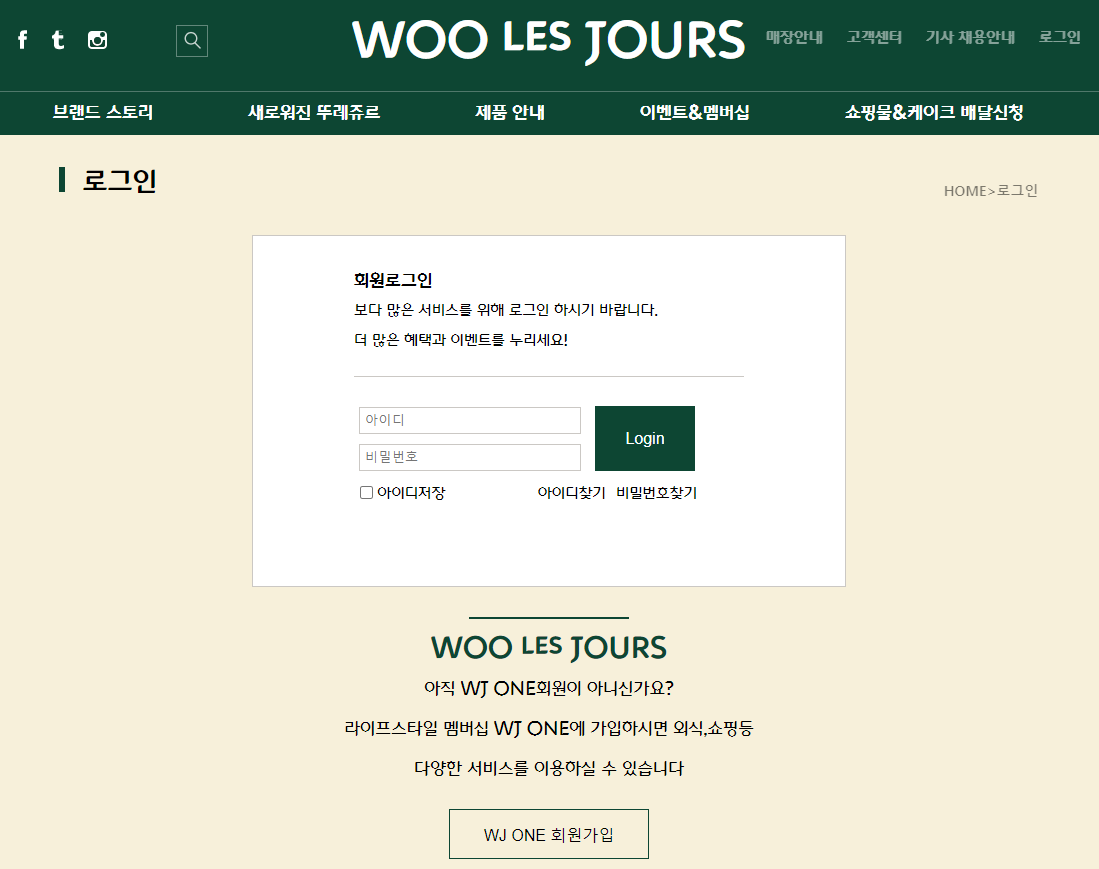 WOO LES JOURS
매장안내 고객센터 기사 채용안내 로그인
브랜드 스토리 새로워진 뚜레쥬르 제품 안내 이벤트&멤버십 쇼핑몰&케이크 배달신청
로그인
HOME>로그인
회원로그인
보다 많은 서비스를 위해 로그인 하시기 바랍니다.
더 많은 혜택과 이벤트를 누리세요!
아이디
비밀번호
Login
아이디저장 아이디찾기 비밀번호찾기
WOO LES JOURS
아직 WJ ONE회원이 아니신가요?
라이프스타일 멤버십 WJ ONE에 가입하시면 외식,쇼핑등
다양한 서비스를 이용하실 수 있습니다
WJ ONE 회원가입